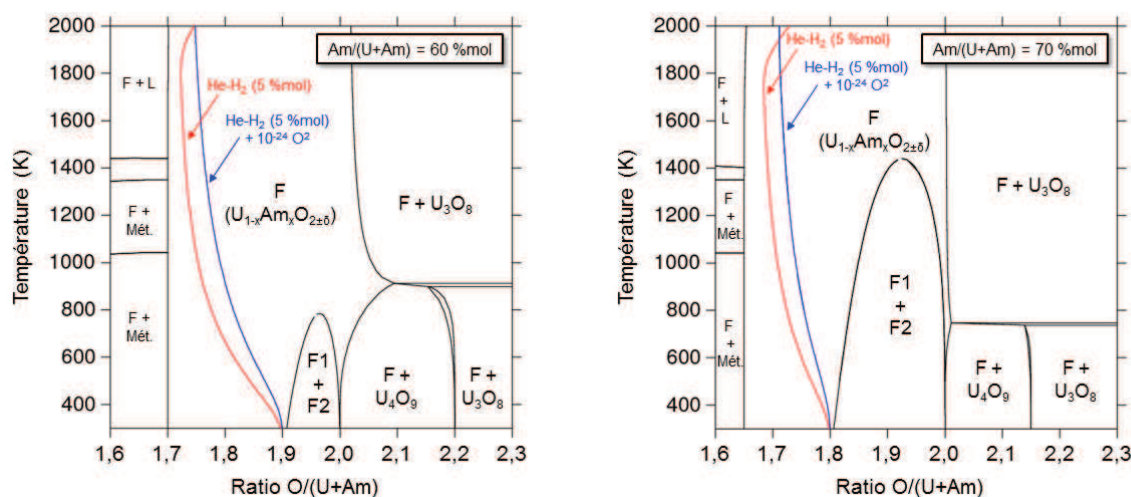 2000
1800
1600
1400
1200
1000
800
600
400
Température (K)
1,6
1,7
1,8
1,9
2,0
2,1
2,2
2,3
Ratio O/(U+Am)
Am/(U+Am) = 60 %mol
He-H₂ (5 %mol)
He-H₂ (5 %mol)
+ 10⁻²⁴ O²
F + L
F +
Mét.
F +
Mét.
F
(U₁₋ₓAmₓO₂±δ)
F + U₃O₈
F1
+
F2
F +
U₄O₉
F +
U₃O₈
2000
1800
1600
1400
1200
1000
800
600
400
Température (K)
1,6
1,7
1,8
1,9
2,0
2,1
2,2
2,3
Ratio O/(U+Am)
Am/(U+Am) = 70 %mol
He-H₂ (5 %mol)
He-H₂ (5 %mol)
+ 10⁻²⁴ O²
F
+
L
F +
Mét.
F
+
Mét.
F
(U₁₋ₓAmₓO₂±δ)
F + U₃O₈
F1
+
F2
F +
U₄O₉
F +
U₃O₈